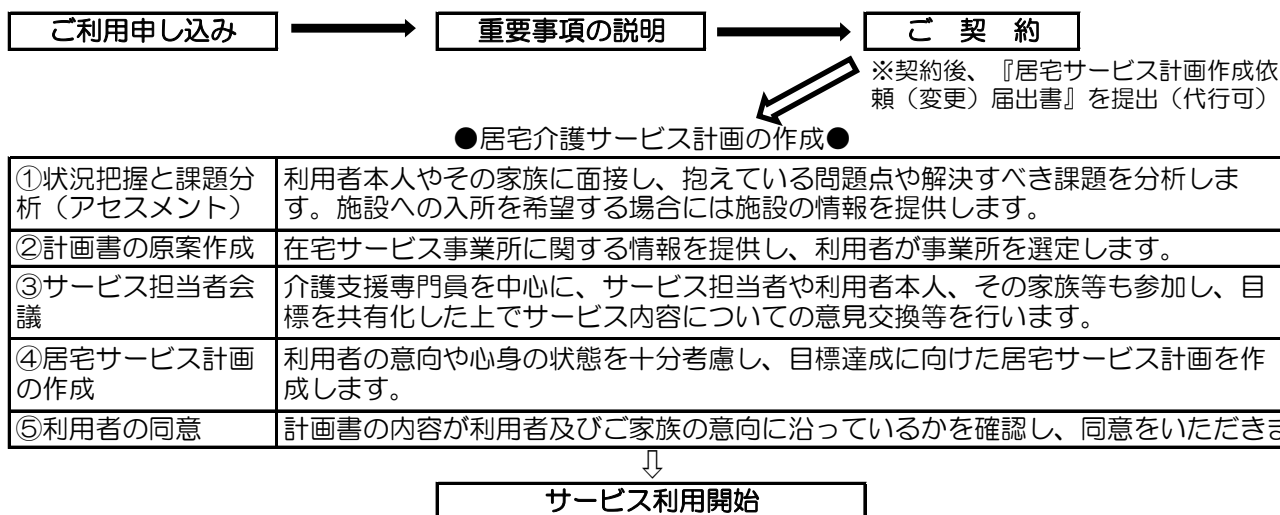 ご利用申し込み
重要事項の説明
ご 契 約
※契約後、『居宅サービス計画作成依
頼（変更）届出書』を提出（代行可）
●居宅介護サービス計画の作成●
①状況把握と課題分
析（アセスメント）
利用者本人やその家族に面接し、抱えている問題点や解決すべき課題を分析しま
す。施設への入所を希望する場合には施設の情報を提供します。
②計画書の原案作成
在宅サービス事業所に関する情報を提供し、利用者が事業所を選定します。
③サービス担当者会
議
介護支援専門員を中心に、サービス担当者や利用者本人、その家族等も参加し、目
標を共有化した上でサービス内容についての意見交換等を行います。
④居宅サービス計画
の作成
利用者の意向や心身の状態を十分考慮し、目標達成に向けた居宅サービス計画を作
成します。
⑤利用者の同意
計画書の内容が利用者及びご家族の意向に沿っているかを確認し、同意をいただきま
サービス利用開始